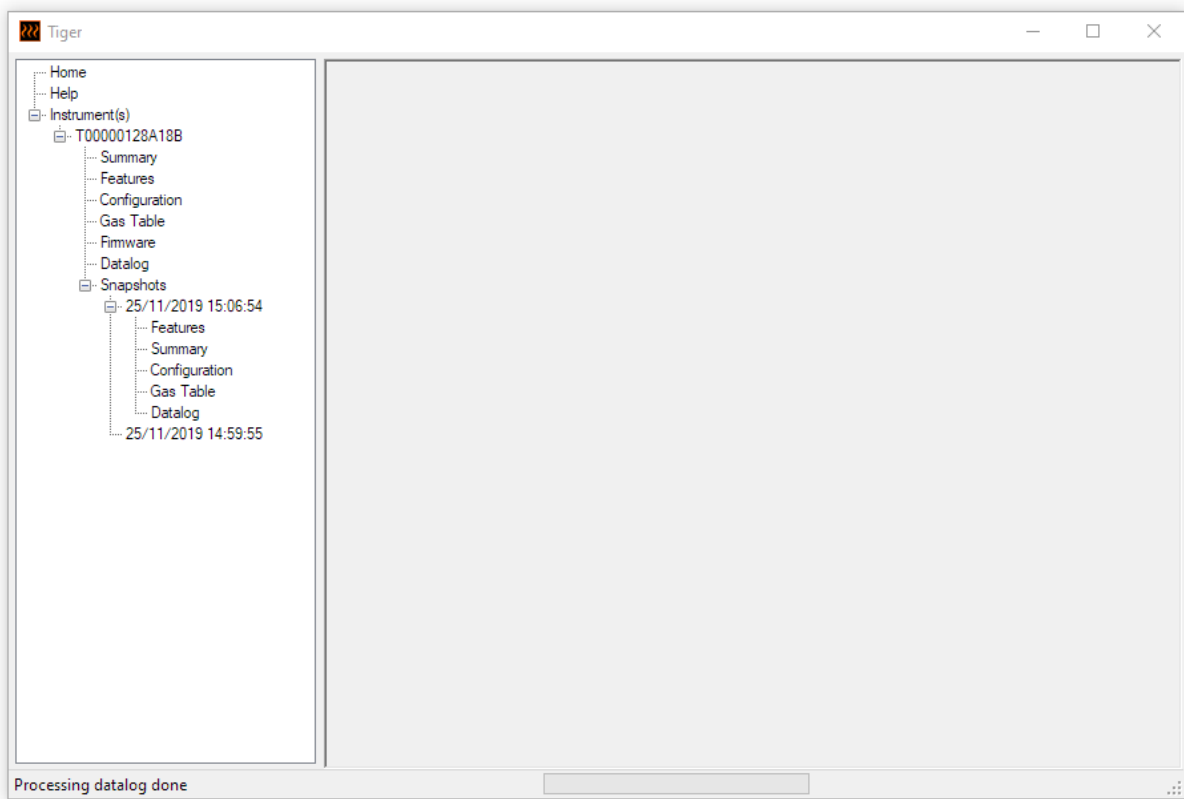 Tiger
Home
Help
Instrument(s)
T00000128A18B
Summary
Features
Configuration
Gas Table
Firmware
Datalog
Snapshots
25/11/2019 15:06:54
Features
Summary
Configuration
Gas Table
Datalog
25/11/2019 14:59:55
Processing datalog done